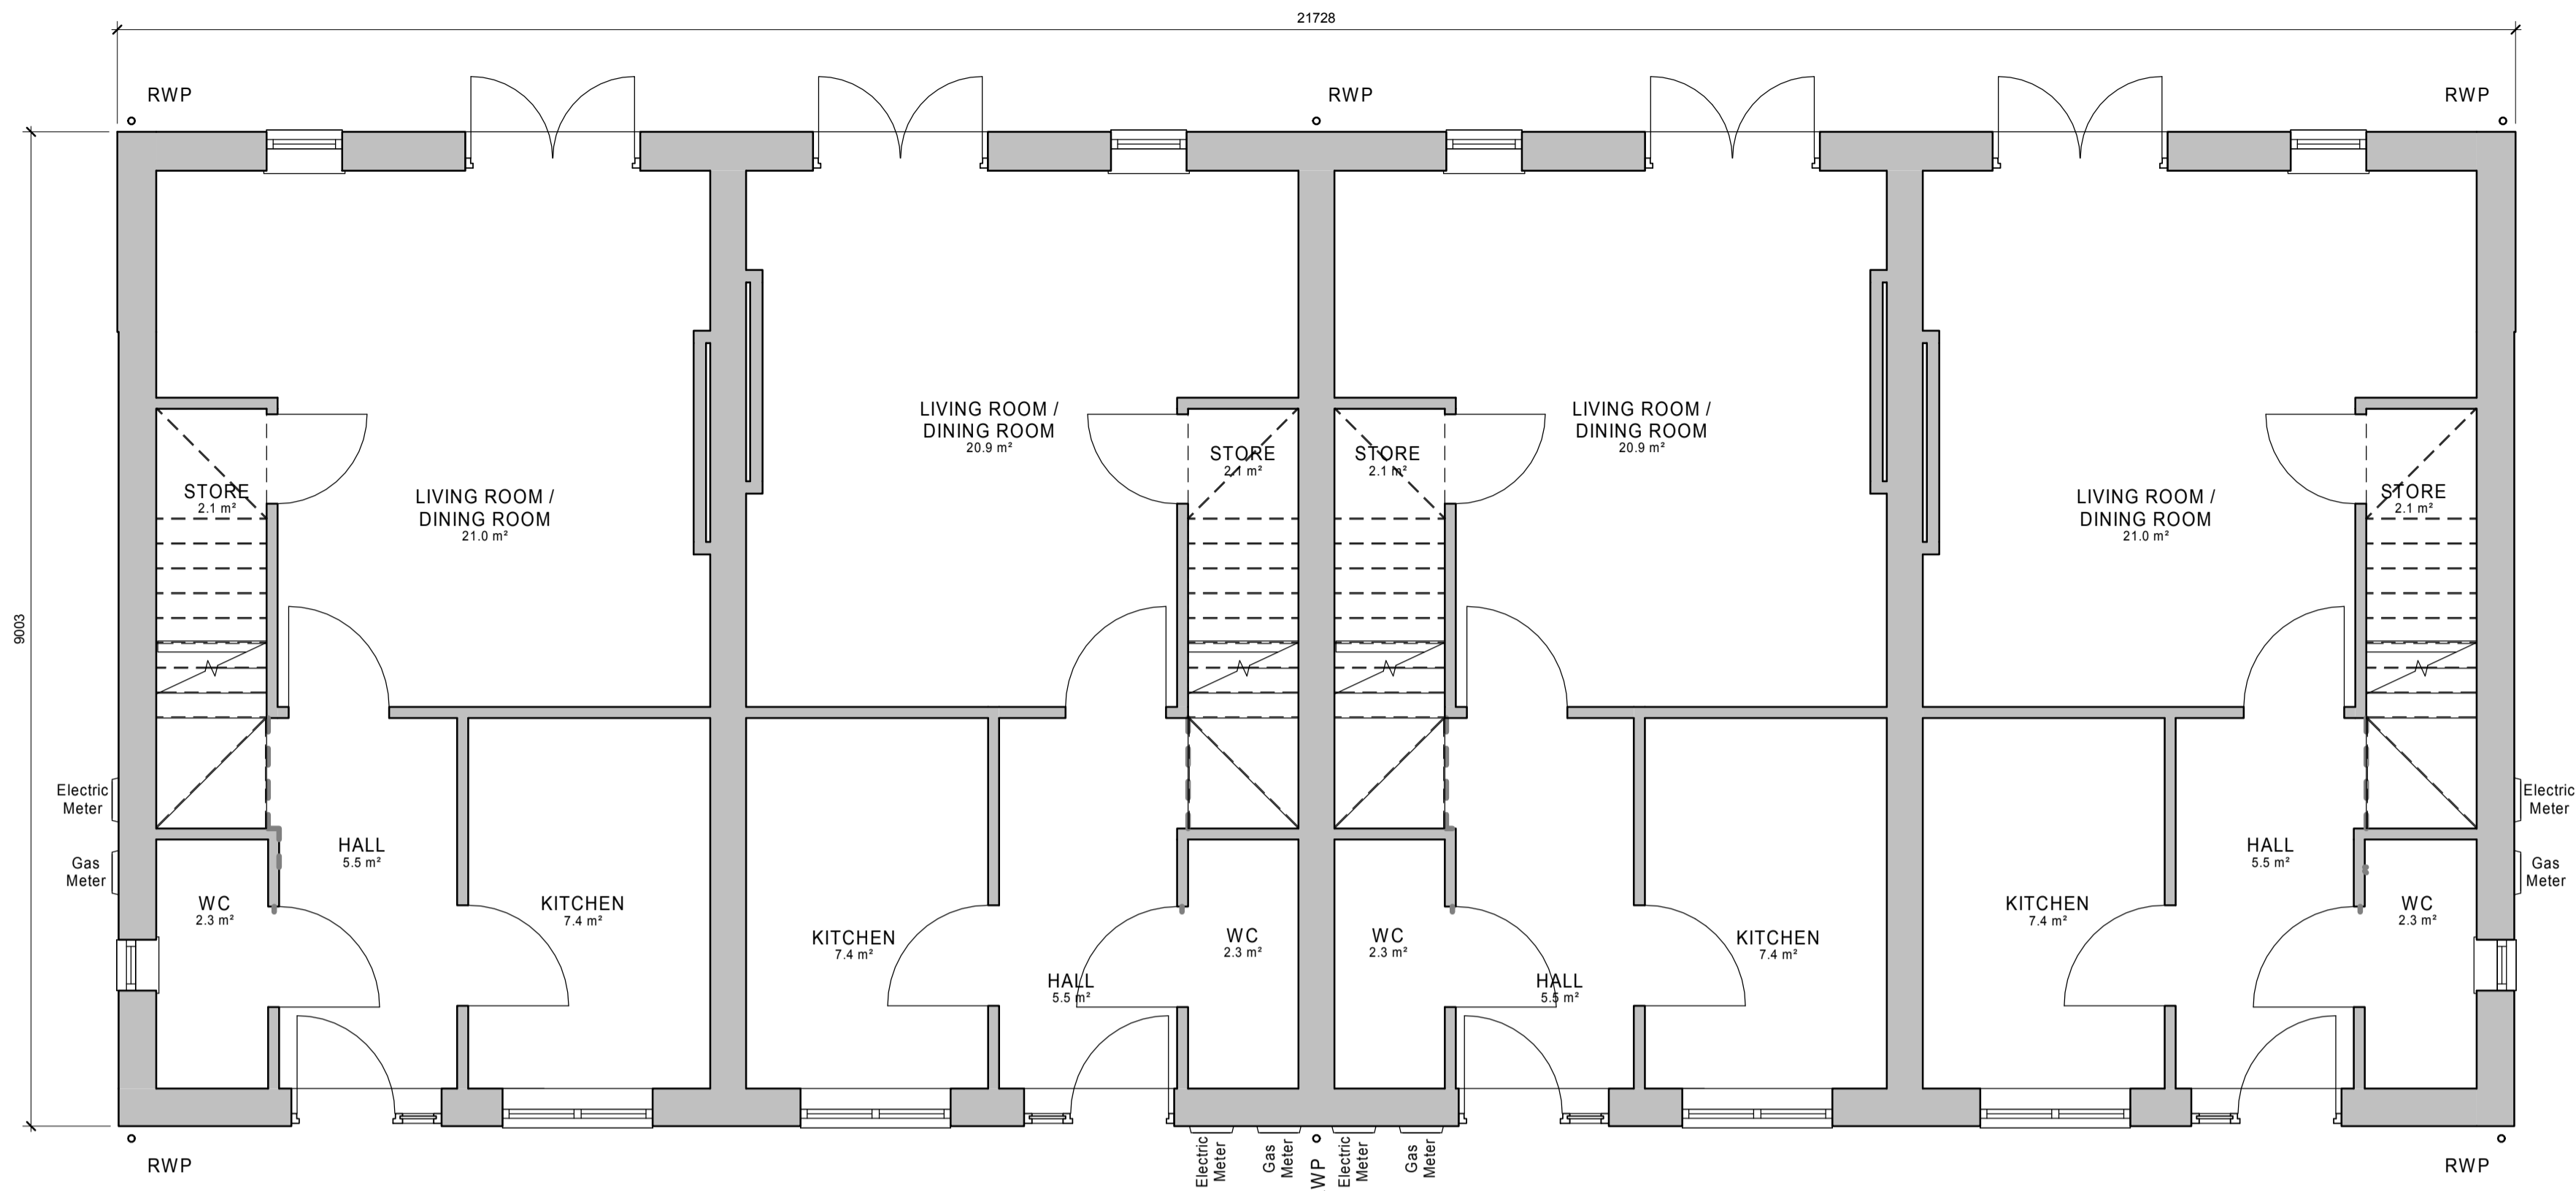 21728
RWP
RWP
RWP
9003
LIVING ROOM /
DINING ROOM
20.9 m²
LIVING ROOM /
DINING ROOM
20.9 m²
STORE
2.1 m²
STORE
2.1 m²
STORE
2.1 m²
LIVING ROOM /
DINING ROOM
21.0 m²
LIVING ROOM /
DINING ROOM
21.0 m²
STORE
2.1 m²
Electric
Meter
Electric
Meter
HALL
5.5 m²
HALL
5.5 m²
Gas
Meter
Gas
Meter
WC
2.3 m²
KITCHEN
7.4 m²
KITCHEN
7.4 m²
WC
2.3 m²
KITCHEN
7.4 m²
WC
2.3 m²
WC
2.3 m²
KITCHEN
7.4 m²
HALL
5.5 m²
HALL
5.5 m²
RWP
Electric
Meter
Gas
Meter
WP
Electric
Meter
Gas
Meter
RWP